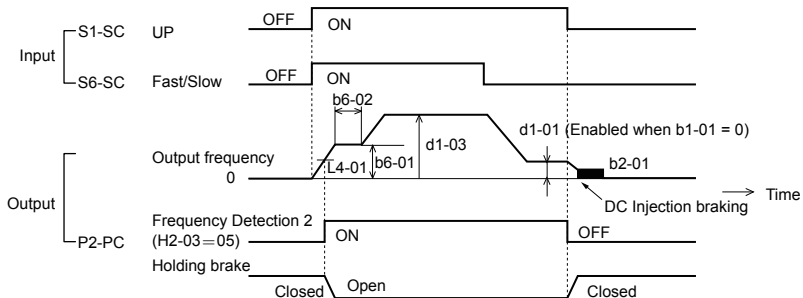 Input
S1-SC UP OFF ON
S6-SC Fast/Slow OFF ON
b6-02
d1-03
d1-01 (Enabled when b1-01 = 0)
Output frequency
0
L4-01
b6-01
b2-01
Time
DC Injection braking
Output
Frequency Detection 2
P2-PC (H2-03=05) ON OFF
Holding brake
Closed Open Closed